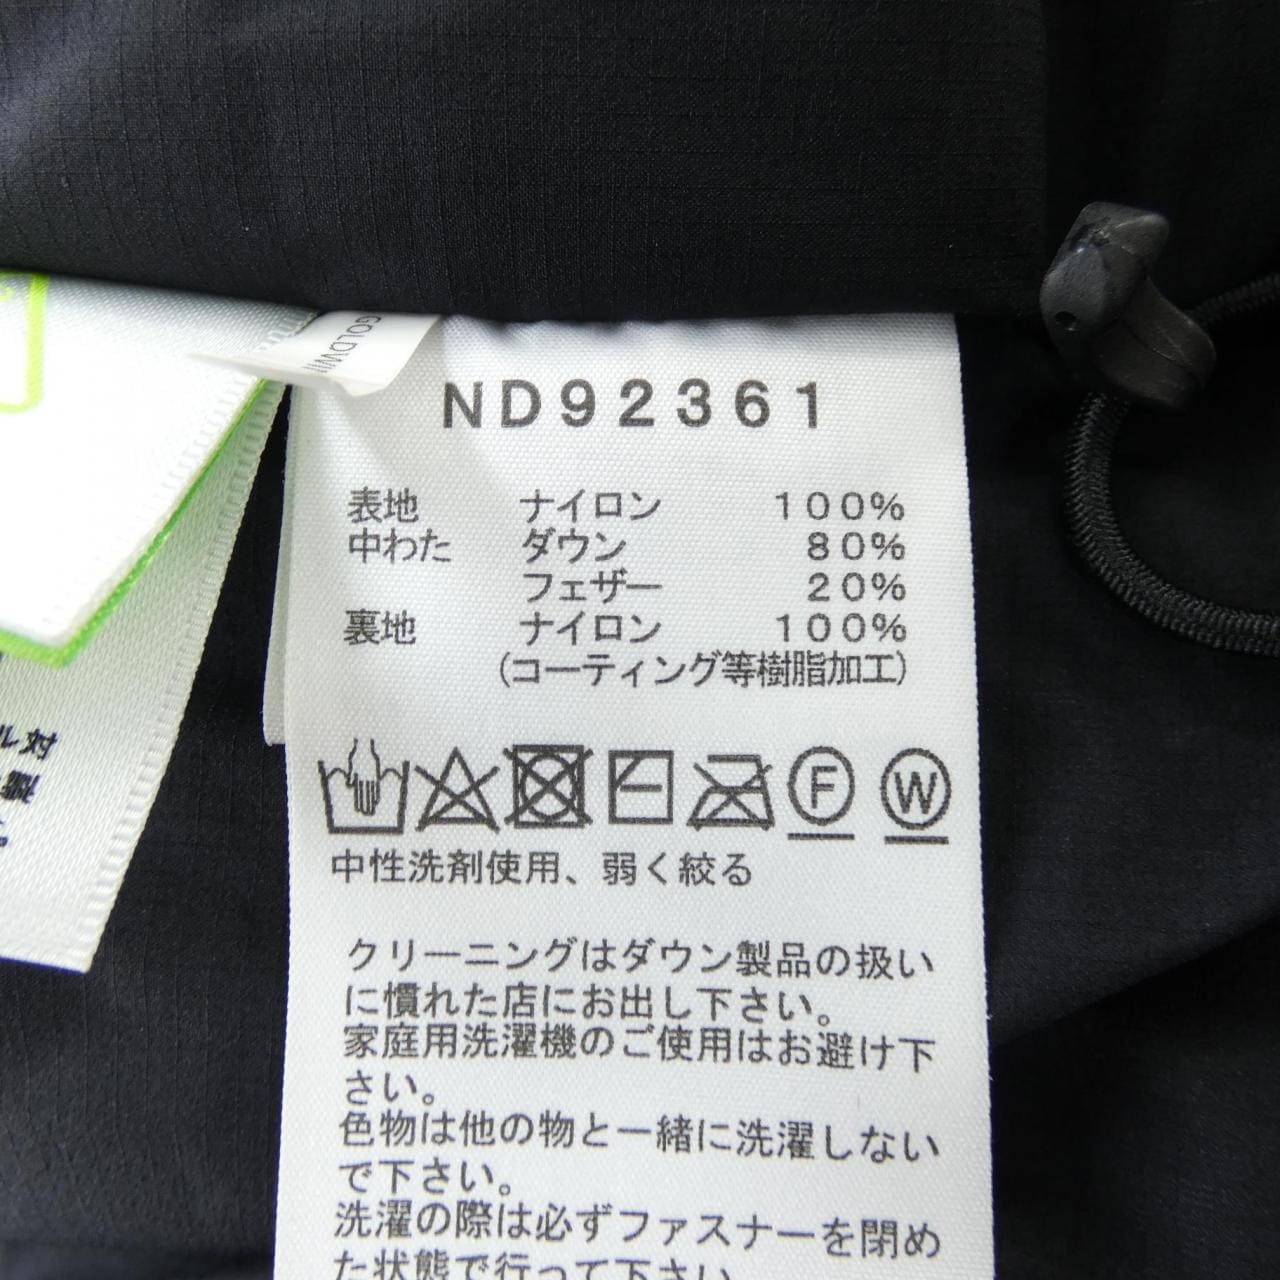 GOLDWI
ND92361
表地 ナイロン 100%
中わた ダウン 80%
フェザー 20%
裏地 ナイロン 100%
(コーティング等樹脂加工)
F W
中性洗剤使用、弱く絞る
クリーニングはダウン製品の扱い
に慣れた店にお出し下さい。
家庭用洗濯機のご使用はお避け下
さい。
色物は他の物と一緒に洗濯しない
で下さい。
洗濯の際は必ずファスナーを閉め
た状態で行って下さい。
ル対